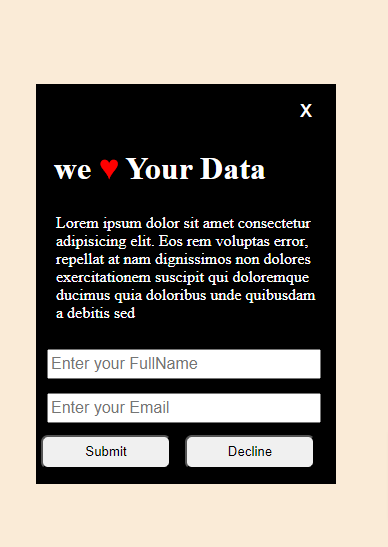 X
we ♥ Your Data
Lorem ipsum dolor sit amet consectetur
adipisicing elit. Eos rem voluptas error,
repellat at nam dignissimos non dolores
exercitationem suscipit qui doloremque
ducimus quia doloribus unde quibusdam
a debitis sed
Enter your FullName
Enter your Email
Submit Decline